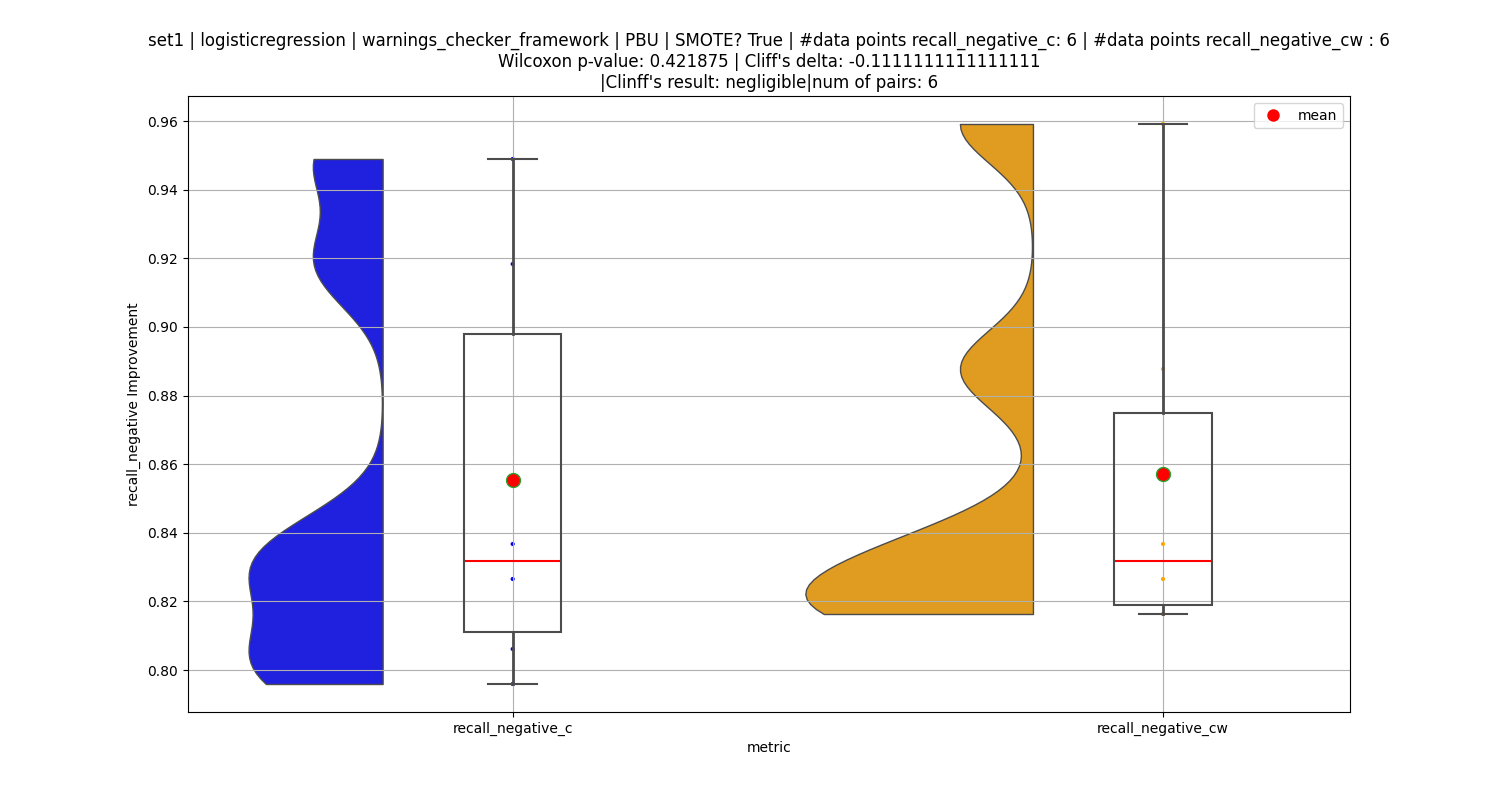 set1 | logisticregression | warnings_checker_framework | PBU | SMOTE? True | #data points recall_negative_c: 6 | #data points recall_negative_cw : 6
Wilcoxon p-value: 0.421875 | Cliff's delta: -0.1111111111111111
|Clinff's result: negligible|num of pairs: 6
mean
0.96
0.94
0.92
0.90
0.88
0.86
0.84
0.82
0.80
recall_negative Improvement
recall_negative_c
recall_negative_cw
metric